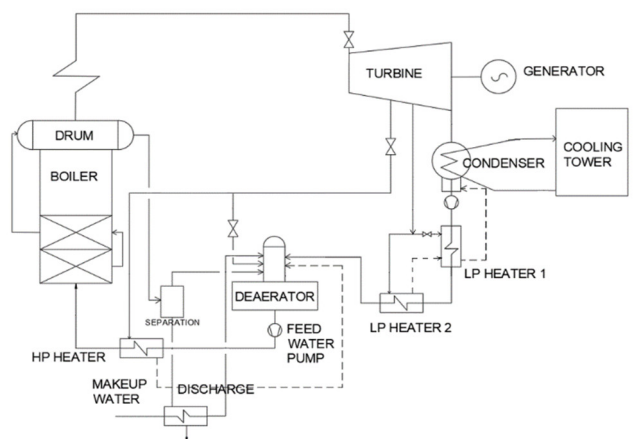 TURBINE
GENERATOR
DRUM
BOILER
CONDENSER
COOLING
TOWER
LP HEATER 1
DEAERATOR
SEPARATION
LP HEATER 2
FEED
WATER
PUMP
HP HEATER
MAKEUP
WATER
DISCHARGE